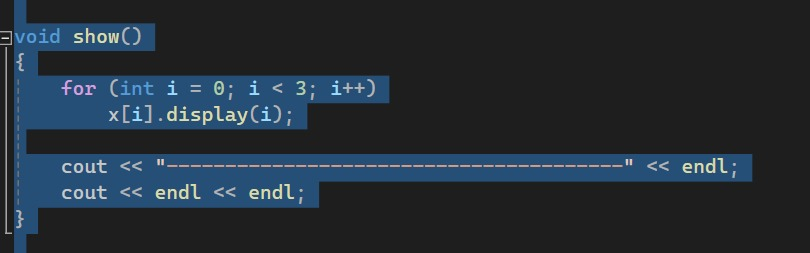 void show()
{
    for (int i = 0; i < 3; i++)
        x[i].display(i);
    cout << "---------------------------------------" << endl;
    cout << endl << endl;
}